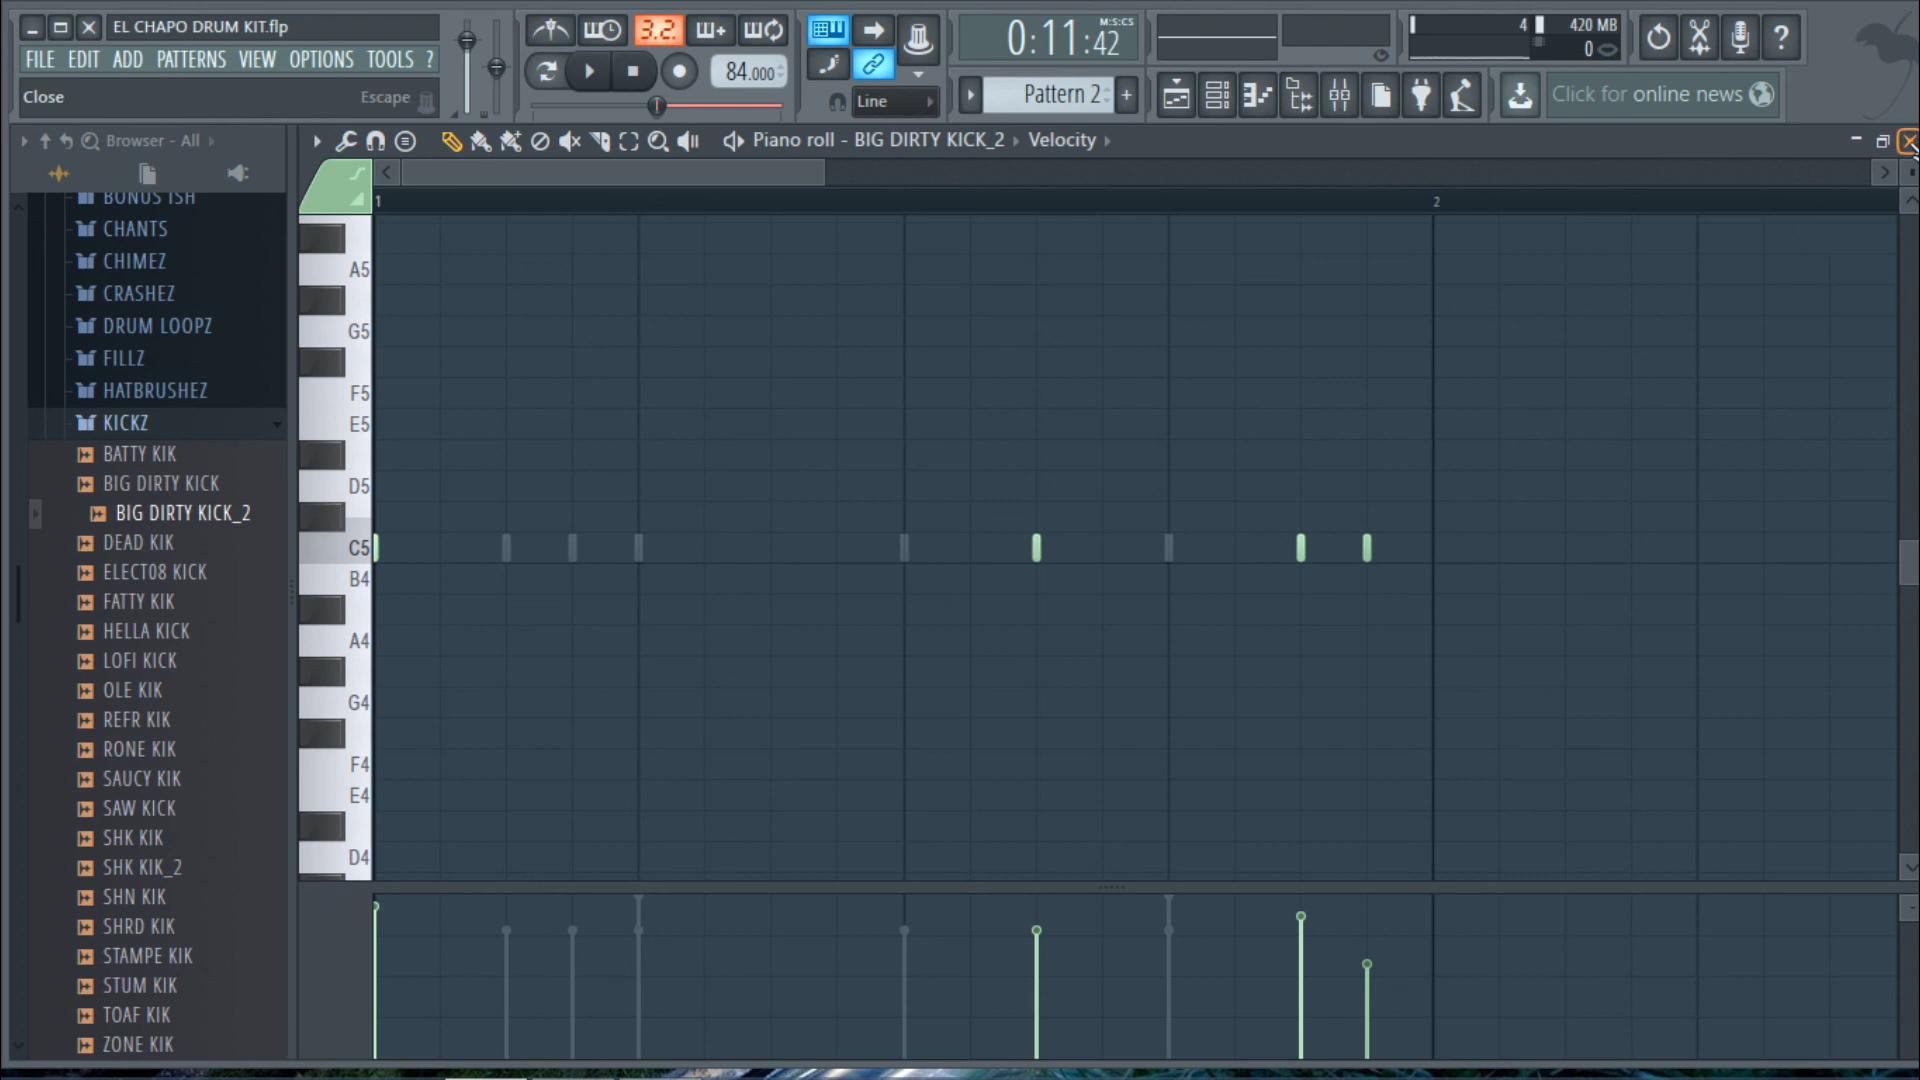 EL CHAPO DRUM KIT.flp
FILE EDIT ADD PATTERNS VIEW OPTIONS TOOLS ?
Close Escape
3.2.
84.000
Line
0:11:42
M:S:CS
Pattern 2
+
4 420 MB
0
?
Click for online news
Browser - All
Piano roll - BIG DIRTY KICK_2 Velocity
1 2
BONUS ISH
CHANTS
CHIMEZ
CRASHEZ
DRUM LOOPZ
FILLZ
HATBRUSHEZ
KICKZ
BATTY KIK
BIG DIRTY KICK
BIG DIRTY KICK_2
DEAD KIK
ELECT08 KICK
FATTY KIK
HELLA KICK
LOFI KICK
OLE KIK
REFR KIK
RONE KIK
SAUCY KIK
SAW KICK
SHK KIK
SHK KIK_2
SHN KIK
SHRD KIK
STAMPE KIK
STUM KIK
TOAF KIK
ZONE KIK
A5
G5
F5
E5
D5
C5
B4
A4
G4
F4
E4
D4